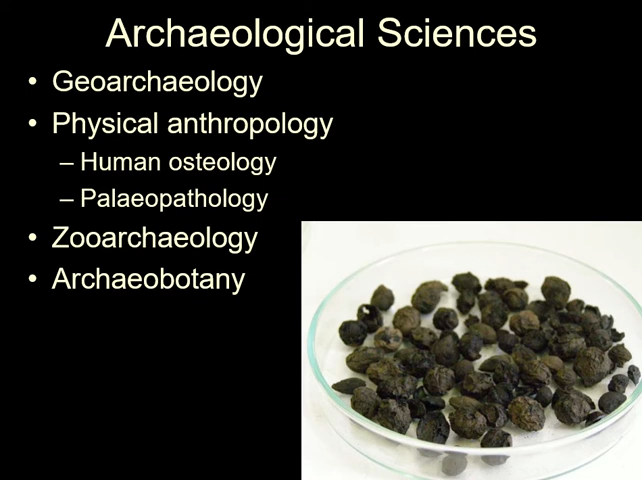 Archaeological Sciences
• Geoarchaeology
• Physical anthropology
– Human osteology
– Palaeopathology
• Zooarchaeology
• Archaeobotany